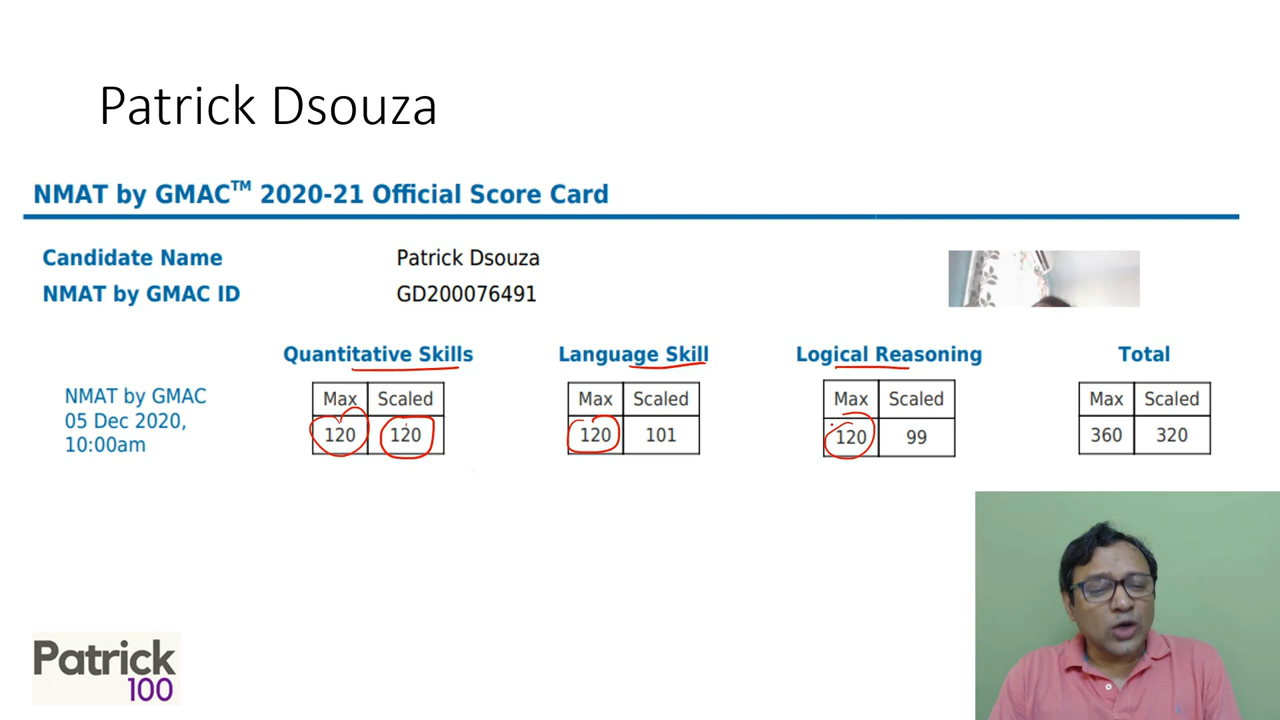 Patrick Dsouza
NMAT by GMAC™ 2020-21 Official Score Card
Candidate Name Patrick Dsouza
NMAT by GMAC ID GD200076491
Quantitative Skills Language Skill Logical Reasoning Total
NMAT by GMAC
05 Dec 2020,
10:00am
Max Scaled Max Scaled Max Scaled Max Scaled
120 120 120 101 120 99 360 320
Patrick
100